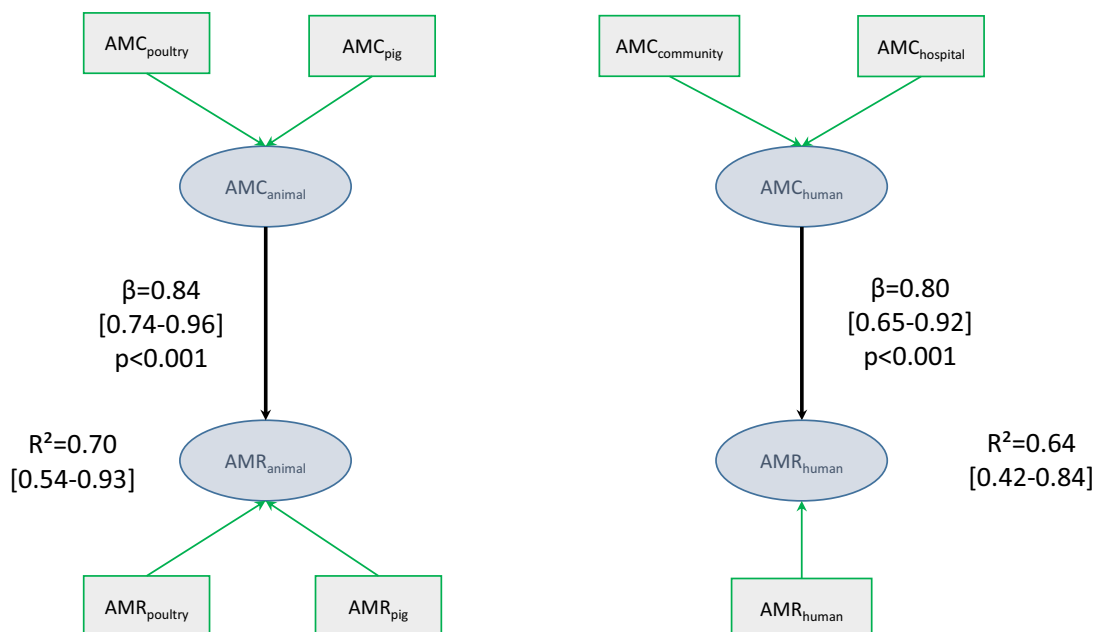 AMCpoultry
AMCpig
AMCcommunity
AMChospital
AMCanimal
AMChuman
β=0.84
[0.74-0.96]
p<0.001
β=0.80
[0.65-0.92]
p<0.001
R²=0.70
[0.54-0.93]
AMRanimal
AMRhuman
R²=0.64
[0.42-0.84]
AMRpoultry
AMRpig
AMRhuman